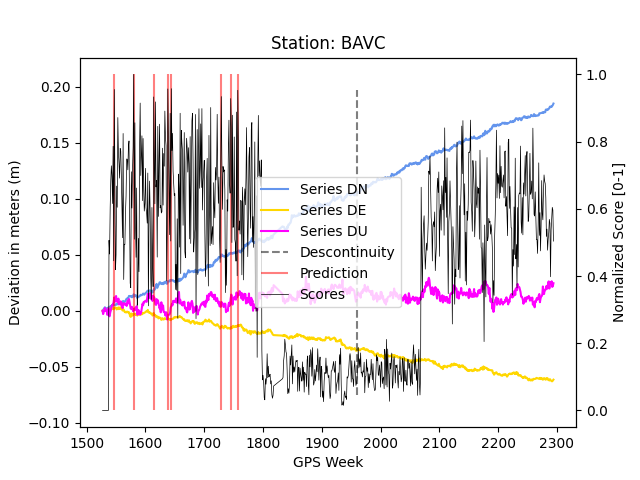 Station: BAVC
Deviation in meters (m)
0.20
0.15
0.10
0.05
0.00
−0.05
−0.10
1.0
0.8
0.6
0.4
0.2
0.0
Normalized Score [0-1]
Series DN
Series DE
Series DU
Descontinuity
Prediction
Scores
1500 1600 1700 1800 1900 2000 2100 2200 2300
GPS Week